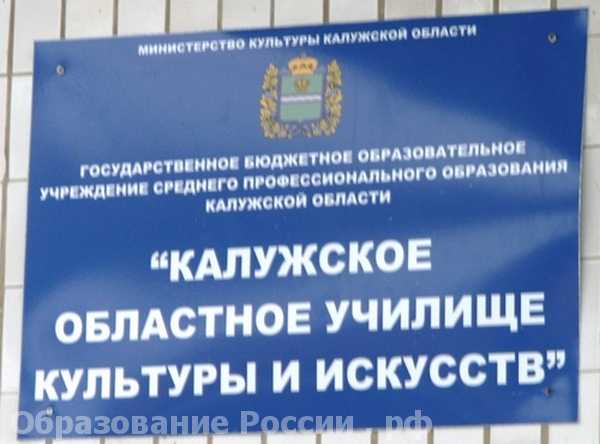 МИНИСТЕРСТВО КУЛЬТУРЫ КАЛУЖСКОЙ ОБЛАСТИ
ГОСУДАРСТВЕННОЕ БЮДЖЕТНОЕ ОБРАЗОВАТЕЛЬНОЕ
УЧРЕЖДЕНИЕ СРЕДНЕГО ПРОФЕССИОНАЛЬНОГО ОБРАЗОВАНИЯ
КАЛУЖСКОЙ ОБЛАСТИ
“КАЛУЖСКОЕ
ОБЛАСТНОЕ УЧИЛИЩЕ
КУЛЬТУРЫ И ИСКУССТВ”
Образование России . рф